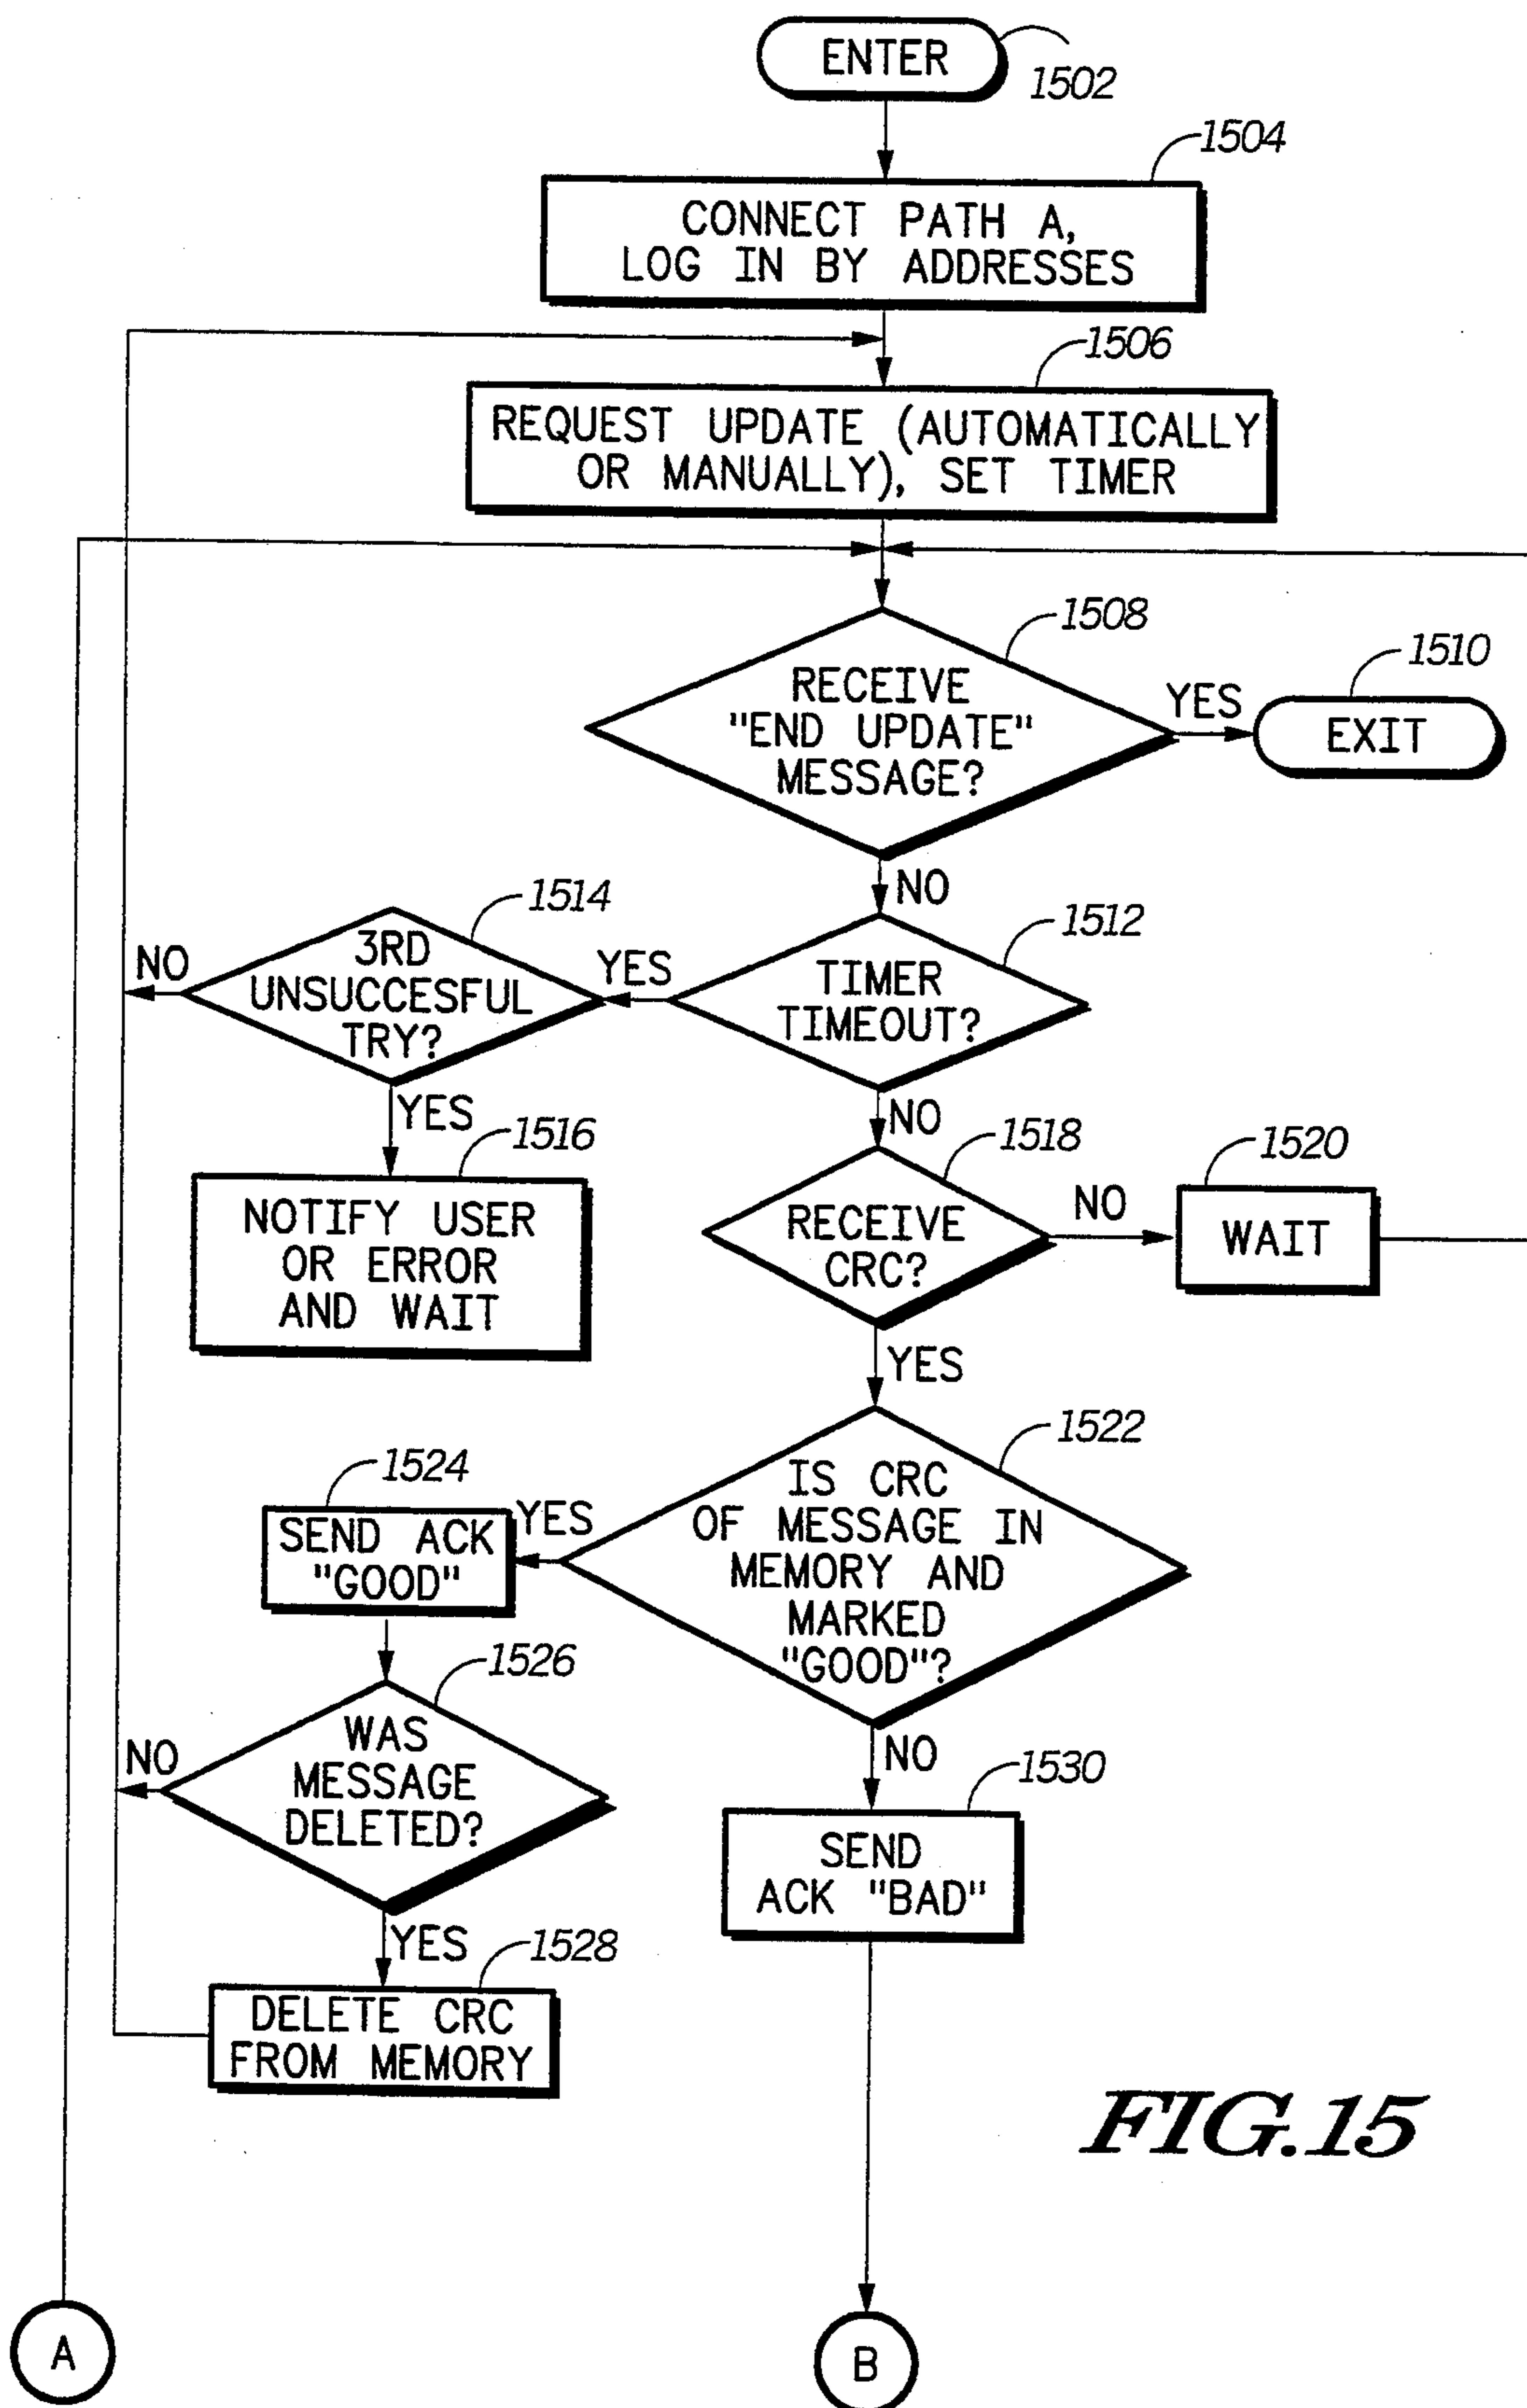 ENTER
1502
1504
CONNECT PATH A,
LOG IN BY ADDRESSES
1506
REQUEST UPDATE (AUTOMATICALLY
OR MANUALLY), SET TIMER
1508
RECEIVE
"END UPDATE"
MESSAGE?
YES
1510
EXIT
NO
1512
TIMER
TIMEOUT?
YES
1514
3RD
UNSUCCESFUL
TRY?
NO
YES
1516
NOTIFY USER
OR ERROR
AND WAIT
NO
1518
RECEIVE
CRC?
NO
1520
WAIT
YES
1522
IS CRC
OF MESSAGE IN
MEMORY AND
MARKED
"GOOD"?
YES
1524
SEND ACK
"GOOD"
1526
WAS
MESSAGE
DELETED?
NO
YES
1528
DELETE CRC
FROM MEMORY
NO
1530
SEND
ACK "BAD"
FIG.15
A
B